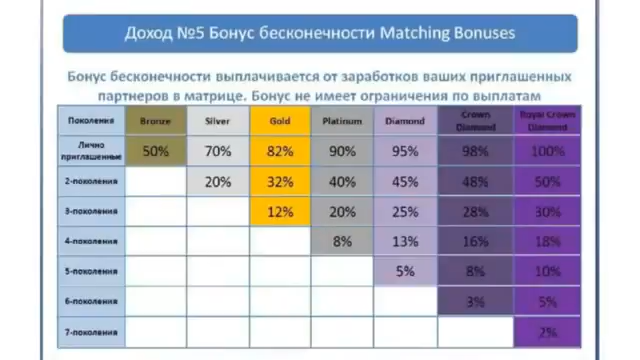 Доход №5 Бонус бесконечности Matching Bonuses
Бонус бесконечности выплачивается от заработков ваших приглашенных
партнеров в матрице. Бонус не имеет ограничения по выплатам
Поколения Bronze Silver Gold Platinum Diamond Crown Diamond Royal Crown Diamond
Лично приглашенные 50% 70% 82% 90% 95% 98% 100%
2-поколения 20% 32% 40% 45% 48% 50%
3-поколения 12% 20% 25% 28% 30%
4-поколения 8% 13% 16% 18%
5-поколения 5% 8% 10%
6-поколения 3% 5%
7-поколения 2%